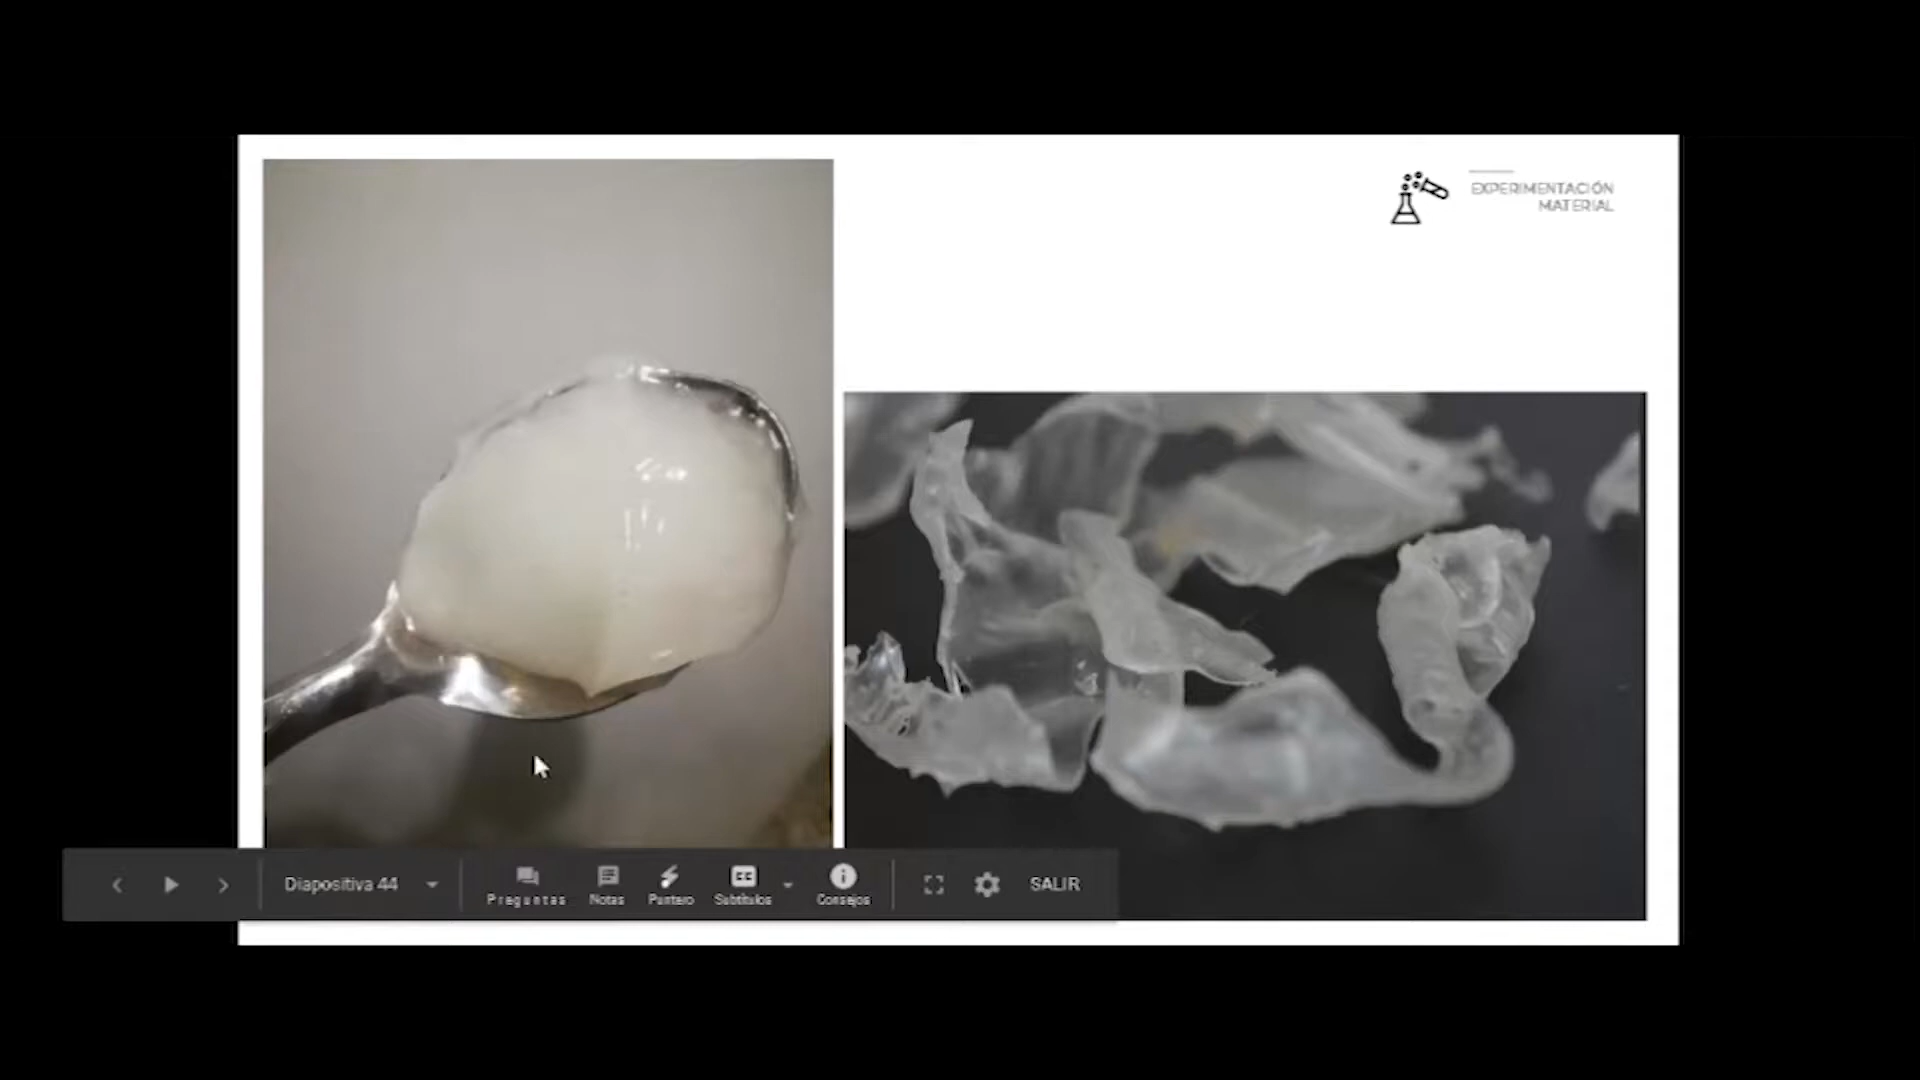 EXPERIMENTACIÓN
MATERIAL
Diapositiva 44
Preguntas
Notas
Puntero
Subtítulos
Consejos
SALIR